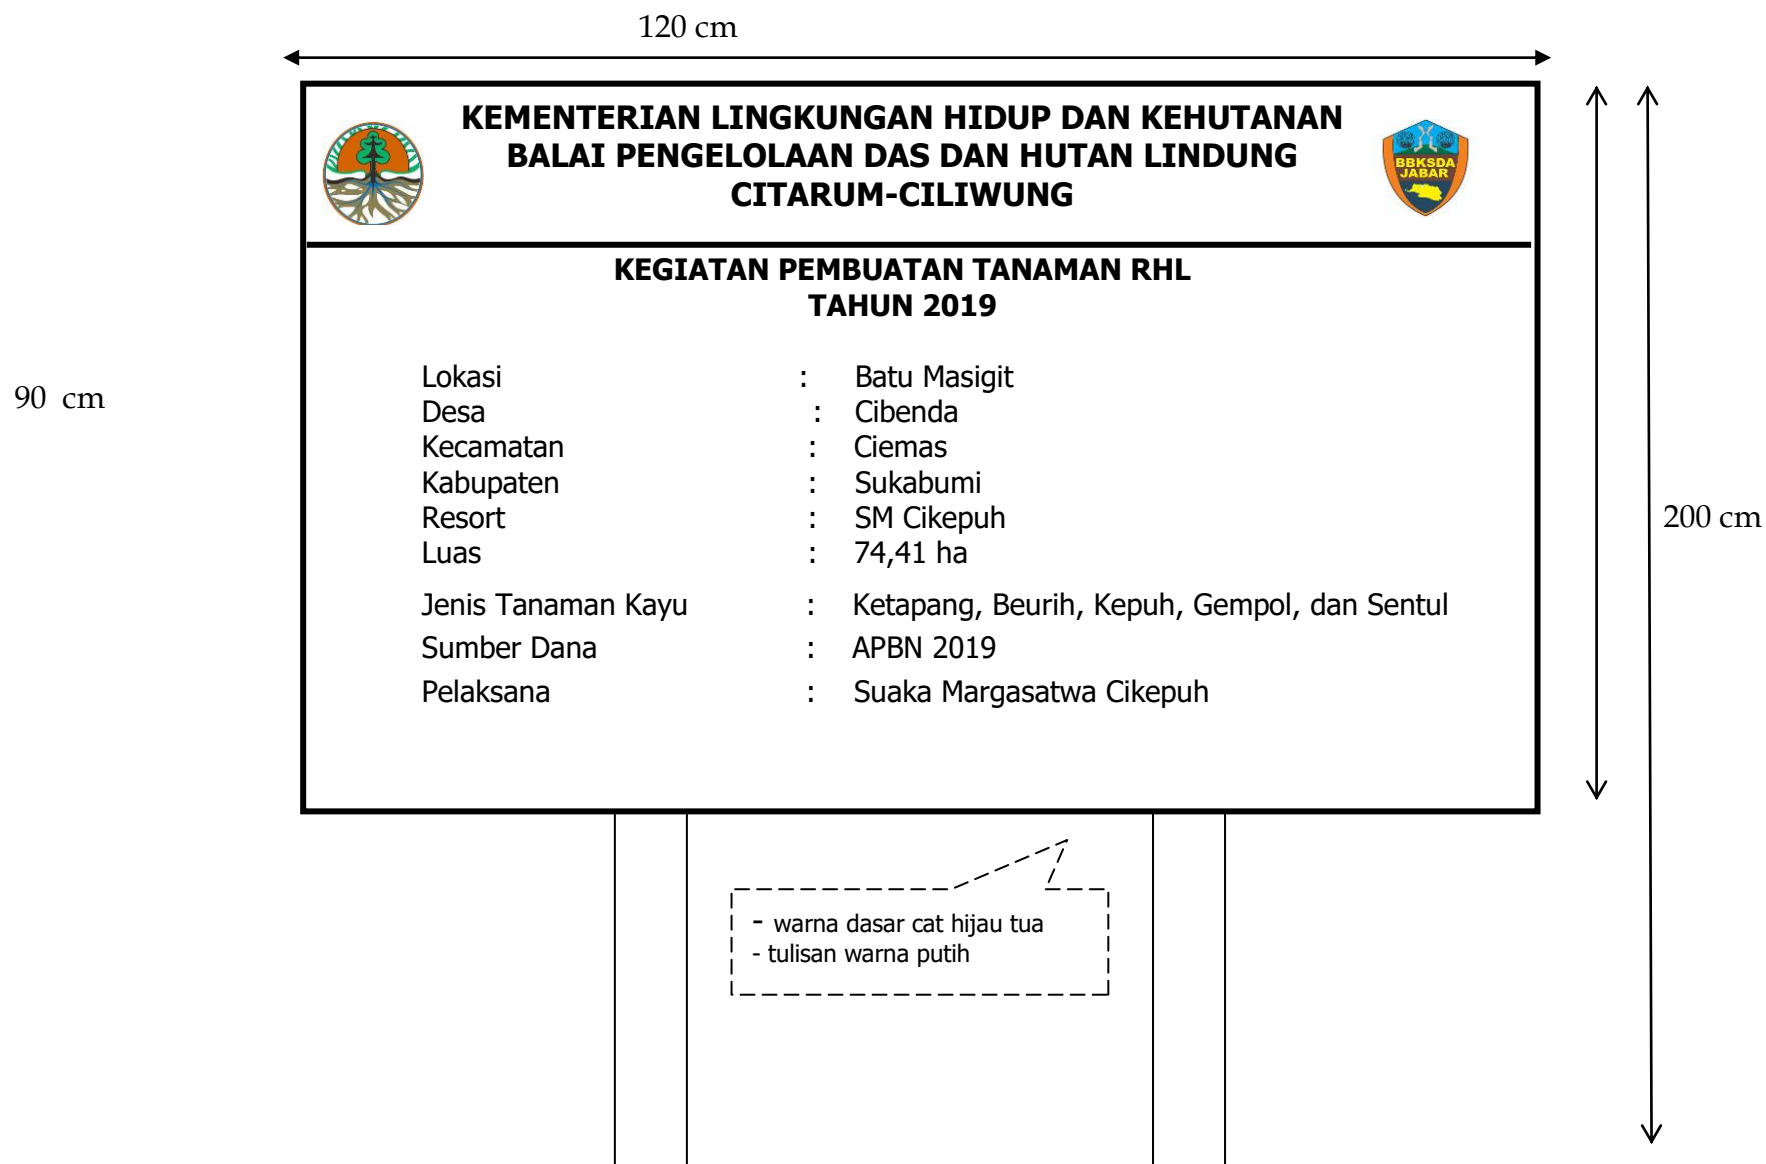 120 cm
KEMENTERIAN LINGKUNGAN HIDUP DAN KEHUTANAN
BALAI PENGELOLAAN DAS DAN HUTAN LINDUNG
CITARUM-CILIWUNG
BBKSDA
JABAR
KEGIATAN PEMBUATAN TANAMAN RHL
TAHUN 2019
Lokasi : Batu Masigit
90 cm
Desa : Cibenda
Kecamatan : Ciemas
Kabupaten : Sukabumi
Resort : SM Cikepuh
200 cm
Luas : 74,41 ha
Jenis Tanaman Kayu : Ketapang, Beurih, Kepuh, Gempol, dan Sentul
Sumber Dana : APBN 2019
Pelaksana : Suaka Margasatwa Cikepuh
- warna dasar cat hijau tua
- tulisan warna putih